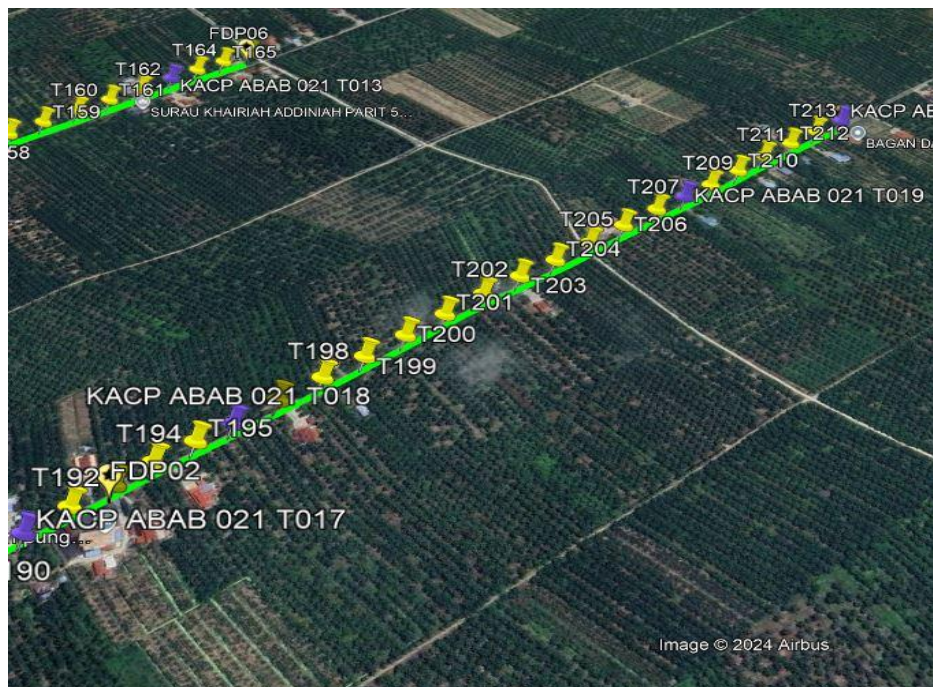 FDP06
T164 T165
T162
T160 T161 KACP ABAB 021 T013
T159 SURAU KHAIRIAH ADDINIAH PARIT 5...
58
T213 KACP AB
T211 T212 BAGAN DA
T209 T210
T207 KACP ABAB 021 T019
T205 T206
T204
T202 T203
T201
T200
T198 T199
KACP ABAB 021 T018
T194 T195
T192 FDP02
KACP ABAB 021 T017
pung...
190
Image © 2024 Airbus